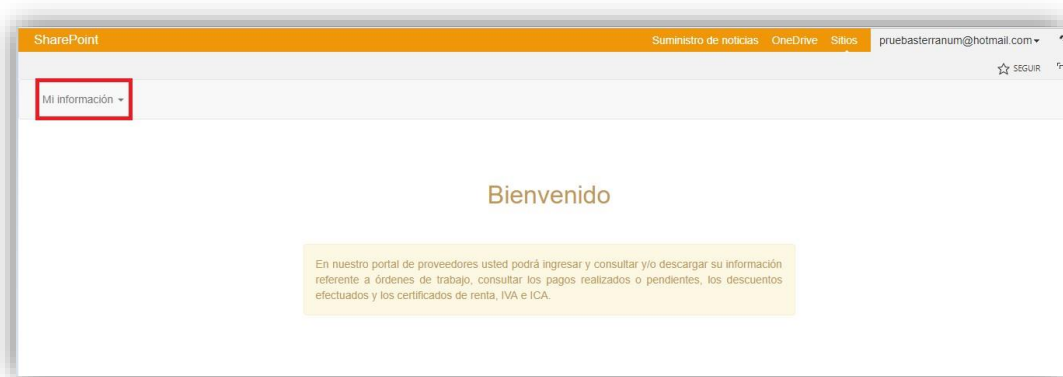 SharePoint
Suministro de noticias OneDrive Sitios pruebasterranum@hotmail.com
SEGUIR
Mi información
Bienvenido
En nuestro portal de proveedores usted podrá ingresar y consultar y/o descargar su información
referente a órdenes de trabajo, consultar los pagos realizados o pendientes, los descuentos
efectuados y los certificados de renta, IVA e ICA.